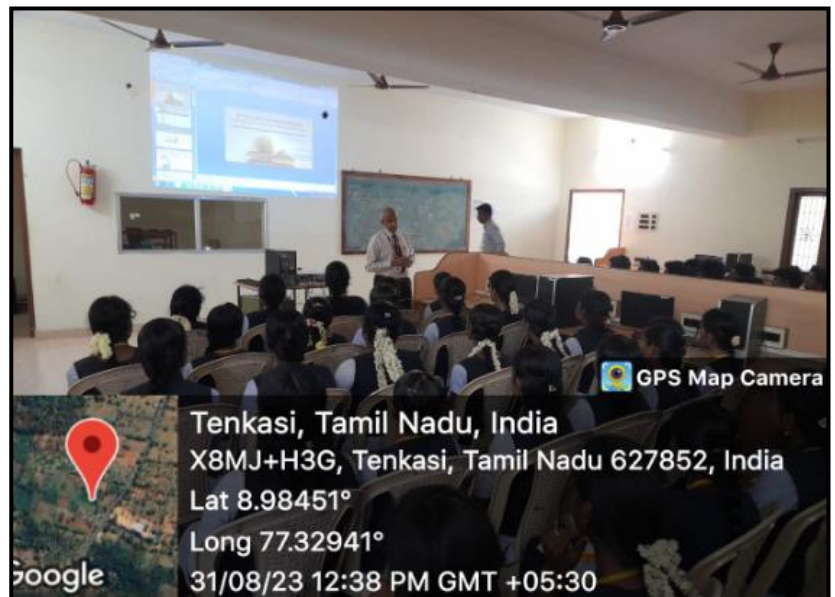 GPS Map Camera
Tenkasi, Tamil Nadu, India
X8MJ+H3G, Tenkasi, Tamil Nadu 627852, India
Lat 8.98451°
Long 77.32941°
31/08/23 12:38 PM GMT +05:30
Google